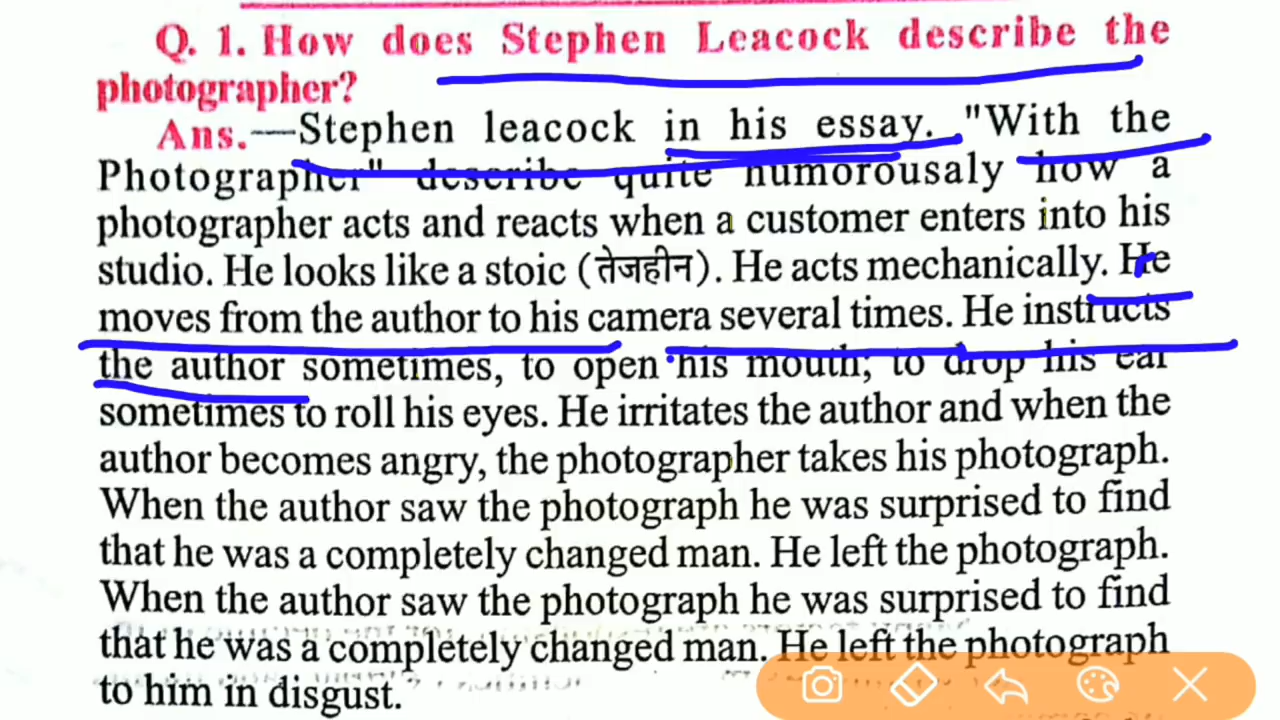 Q. 1. How does Stephen Leacock describe the
photographer?
Ans.—Stephen leacock in his essay. "With the
Photographer" describe quite humorousaly how a
photographer acts and reacts when a customer enters into his
studio. He looks like a stoic (तेजहीन). He acts mechanically. He
moves from the author to his camera several times. He instructs
the author sometimes, to open his mouth; to drop his ear
sometimes to roll his eyes. He irritates the author and when the
author becomes angry, the photographer takes his photograph.
When the author saw the photograph he was surprised to find
that he was a completely changed man. He left the photograph.
When the author saw the photograph he was surprised to find
that he was a completely changed man. He left the photograph
to him in disgust.